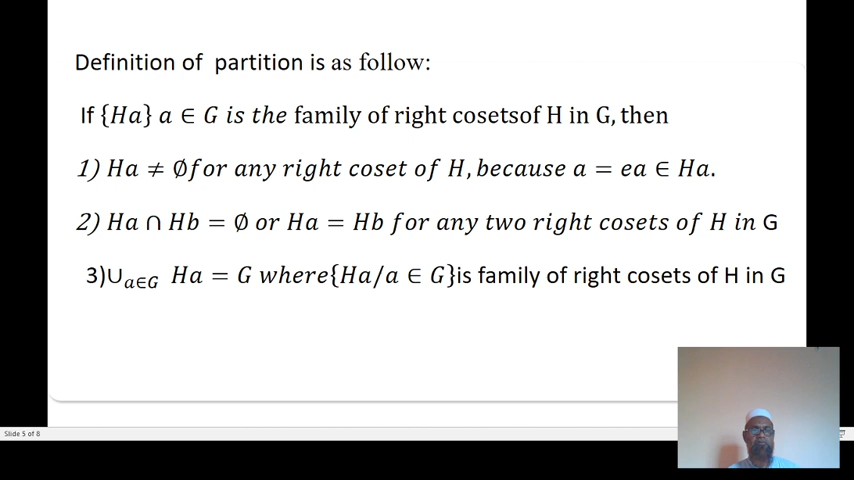 Definition of partition is as follow:
If {Ha} a ∈ G is the family of right cosetsof H in G, then
1) Ha ≠ ∅for any right coset of H, because a = ea ∈ Ha.
2) Ha ∩ Hb = ∅ or Ha = Hb for any two right cosets of H in G
3)∪a∈G Ha = G where{Ha/a ∈ G}is family of right cosets of H in G
Slide 5 of 8